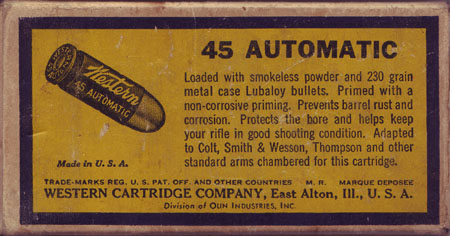 45 AUTOMATIC
Western
45 AUTOMATIC
Loaded with smokeless powder and 230 grain
metal case Lubaloy bullets. Primed with a
non-corrosive priming. Prevents barrel rust and
corrosion. Protects the bore and helps keep
your rifle in good shooting condition. Adapted
to Colt, Smith & Wesson, Thompson and other
standard arms chambered for this cartridge.
Made in U. S. A.
TRADE-MARKS REG. U. S. PAT. OFF. AND OTHER COUNTRIES M. R. MARQUE DEPOSEE
WESTERN CARTRIDGE COMPANY, East Alton, Ill., U. S. A.
Division of OLIN INDUSTRIES, INC.